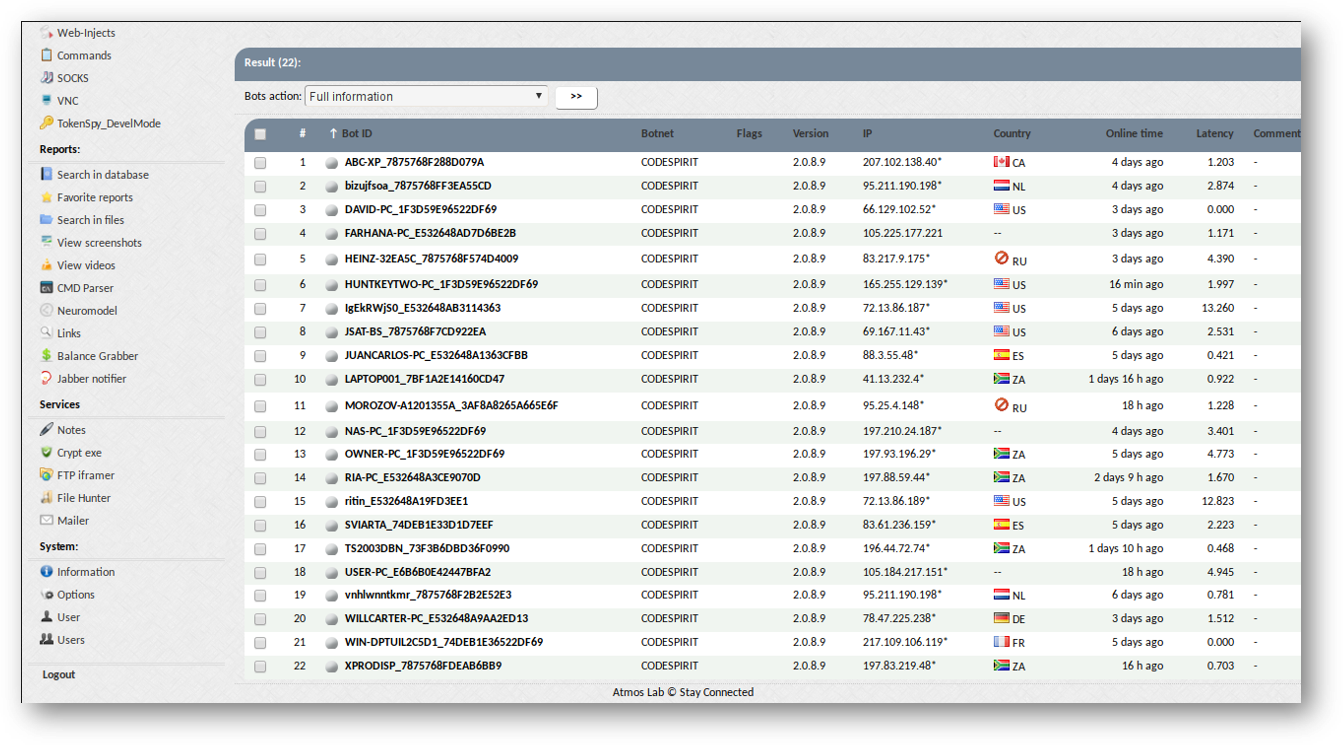 Web-Injects
Commands
SOCKS
VNC
TokenSpy_DevelMode
Reports:
Search in database
Favorite reports
Search in files
View screenshots
View videos
CMD Parser
Neuromodel
Links
Balance Grabber
Jabber notifier
Services
Notes
Crypt exe
FTP iframer
File Hunter
Mailer
System:
Information
Options
User
Users
Logout
Result (22):
Bots action: Full information >>
# Bot ID Botnet Flags Version IP Country Online time Latency Comment
1 ABC-XP_7875768F288D079A CODESPIRIT 2.0.8.9 207.102.138.40* CA 4 days ago 1.203 -
2 bizujfsoa_7875768FF3EA55CD CODESPIRIT 2.0.8.9 95.211.190.198* NL 4 days ago 2.874 -
3 DAVID-PC_1F3D59E96522DF69 CODESPIRIT 2.0.8.9 66.129.102.52* US 3 days ago 0.000 -
4 FARHANA-PC_E532648AD7D6BE2B CODESPIRIT 2.0.8.9 105.225.177.221 -- 3 days ago 1.171 -
5 HEINZ-32EA5C_7875768F574D4009 CODESPIRIT 2.0.8.9 83.217.9.175* RU 3 days ago 4.390 -
6 HUNTKEYTWO-PC_1F3D59E96522DF69 CODESPIRIT 2.0.8.9 165.255.129.139* US 16 min ago 1.997 -
7 IgEkRWjS0_E532648AB3114363 CODESPIRIT 2.0.8.9 72.13.86.187* US 5 days ago 13.260 -
8 JSAT-BS_7875768F7CD922EA CODESPIRIT 2.0.8.9 69.167.11.43* US 6 days ago 2.531 -
9 JUANCARLOS-PC_E532648A1363CFBB CODESPIRIT 2.0.8.9 88.3.55.48* ES 5 days ago 0.421 -
10 LAPTOP001_7BF1A2E14160CD47 CODESPIRIT 2.0.8.9 41.13.232.4* ZA 1 days 16 h ago 0.922 -
11 MOROZOV-A1201355A_3AF8A8265A665E6F CODESPIRIT 2.0.8.9 95.25.4.148* RU 18 h ago 1.228 -
12 NAS-PC_1F3D59E96522DF69 CODESPIRIT 2.0.8.9 197.210.24.187* -- 4 days ago 3.401 -
13 OWNER-PC_1F3D59E96522DF69 CODESPIRIT 2.0.8.9 197.93.196.29* ZA 5 days ago 4.773 -
14 RIA-PC_E532648A3CE9070D CODESPIRIT 2.0.8.9 197.88.59.44* ZA 2 days 9 h ago 1.670 -
15 ritin_E532648A19FD3EE1 CODESPIRIT 2.0.8.9 72.13.86.189* US 5 days ago 12.823 -
16 SVIARTA_74DEB1E33D1D7EEF CODESPIRIT 2.0.8.9 83.61.236.159* ES 5 days ago 2.223 -
17 TS2003DBN_73F3B6DBD36F0990 CODESPIRIT 2.0.8.9 196.44.72.74* ZA 1 days 10 h ago 0.468 -
18 USER-PC_E6B6B0E42447BFA2 CODESPIRIT 2.0.8.9 105.184.217.151* -- 18 h ago 4.945 -
19 vnhlwnntkmr_7875768F2B2E52E3 CODESPIRIT 2.0.8.9 95.211.190.198* NL 6 days ago 0.781 -
20 WILLCARTER-PC_E532648A9AA2ED13 CODESPIRIT 2.0.8.9 78.47.225.238* DE 3 days ago 1.512 -
21 WIN-DPTUIL2C5D1_74DEB1E36522DF69 CODESPIRIT 2.0.8.9 217.109.106.119* FR 5 days ago 0.000 -
22 XPRODISP_7875768FDEAB6BB9 CODESPIRIT 2.0.8.9 197.83.219.48* ZA 16 h ago 0.703 -
Atmos Lab © Stay Connected